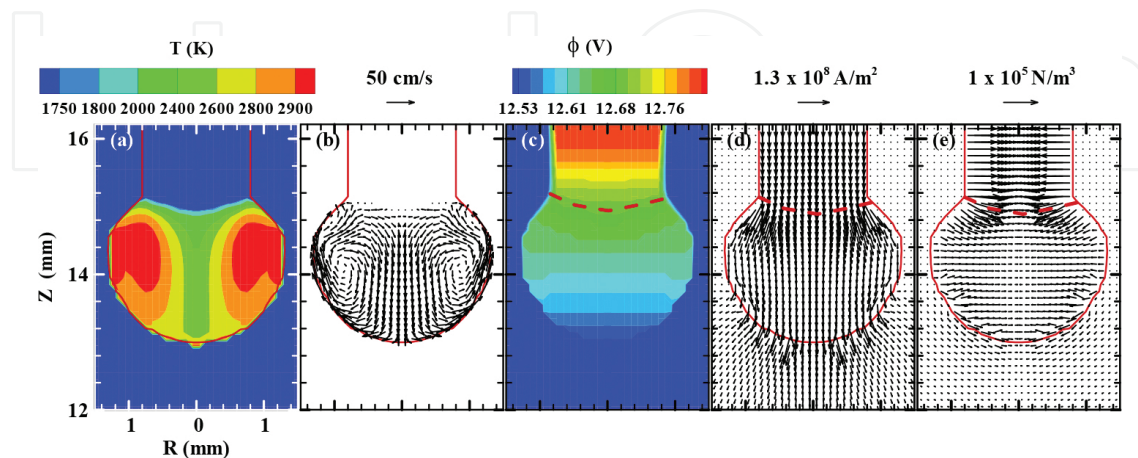 T (K)
1750 1800 2000 2400 2600 2800 2900
50 cm/s
ϕ (V)
12.53 12.61 12.68 12.76
1.3 x 10⁸ A/m²
1 x 10⁵ N/m³
(a) (b) (c) (d) (e)
16
14
12
Z (mm)
1 0 1
R (mm)